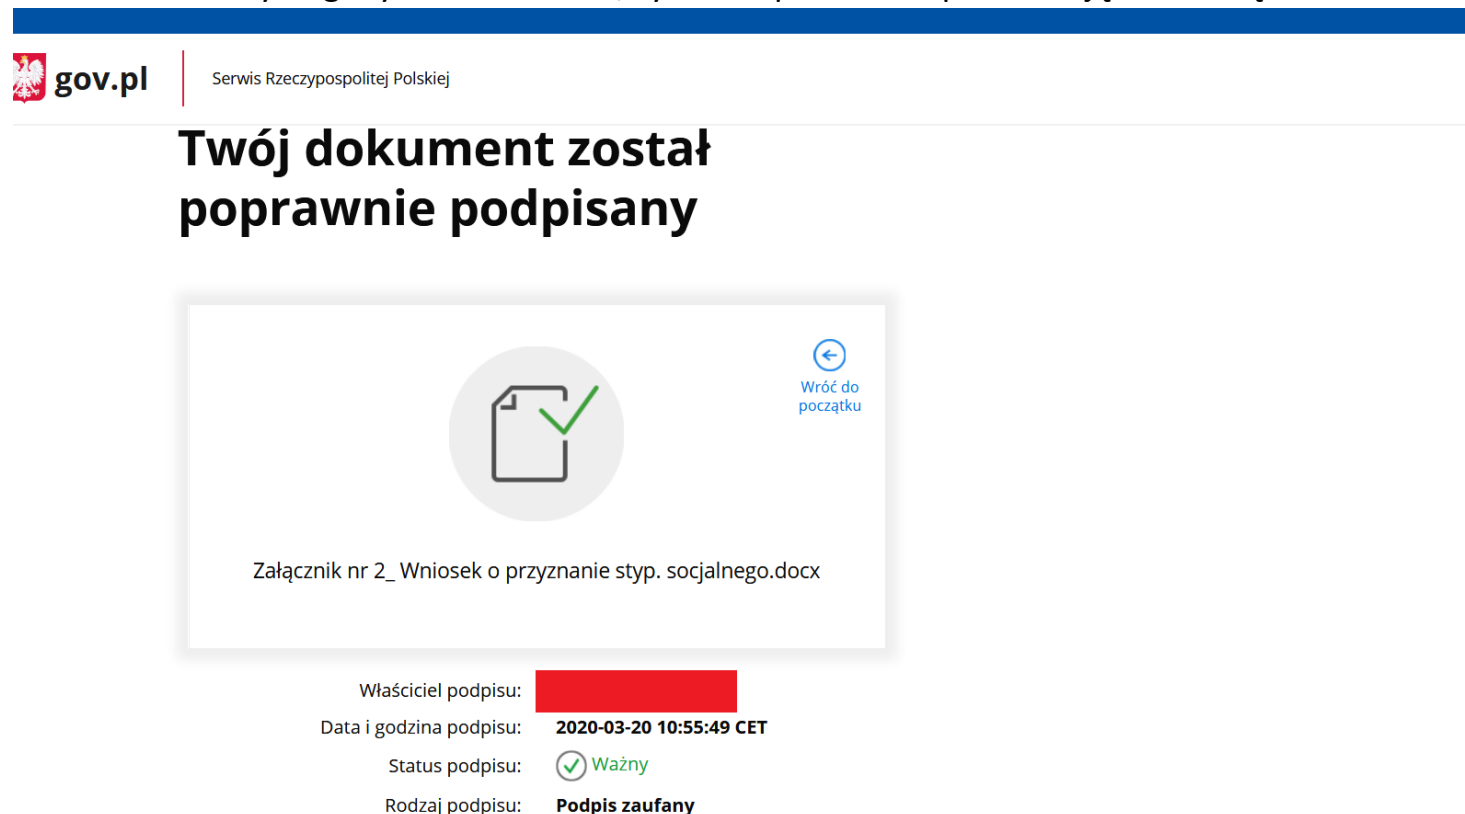 gov.pl
Serwis Rzeczypospolitej Polskiej
Twój dokument został
poprawnie podpisany
Wróć do
początku
Załącznik nr 2_ Wniosek o przyznanie styp. socjalnego.docx
Właściciel podpisu:
Data i godzina podpisu: 2020-03-20 10:55:49 CET
Status podpisu: Ważny
Rodzaj podpisu: Podpis zaufany